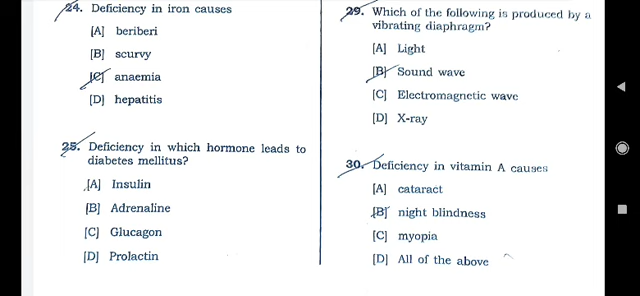 24. Deficiency in iron causes
[A] beriberi
[B] scurvy
[C] anaemia
[D] hepatitis
25. Deficiency in which hormone leads to
diabetes mellitus?
[A] Insulin
[B] Adrenaline
[C] Glucagon
[D] Prolactin
29. Which of the following is produced by a
vibrating diaphragm?
[A] Light
[B] Sound wave
[C] Electromagnetic wave
[D] X-ray
30. Deficiency in vitamin A causes
[A] cataract
[B] night blindness
[C] myopia
[D] All of the above